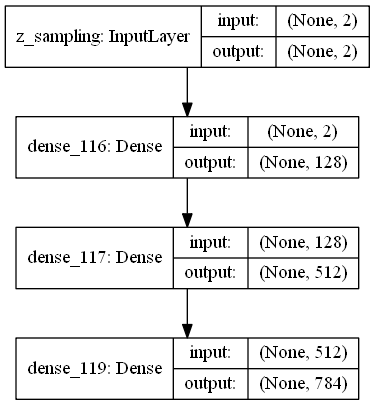 z_sampling: InputLayer
input: (None, 2)
output: (None, 2)
dense_116: Dense
input: (None, 2)
output: (None, 128)
dense_117: Dense
input: (None, 128)
output: (None, 512)
dense_119: Dense
input: (None, 512)
output: (None, 784)